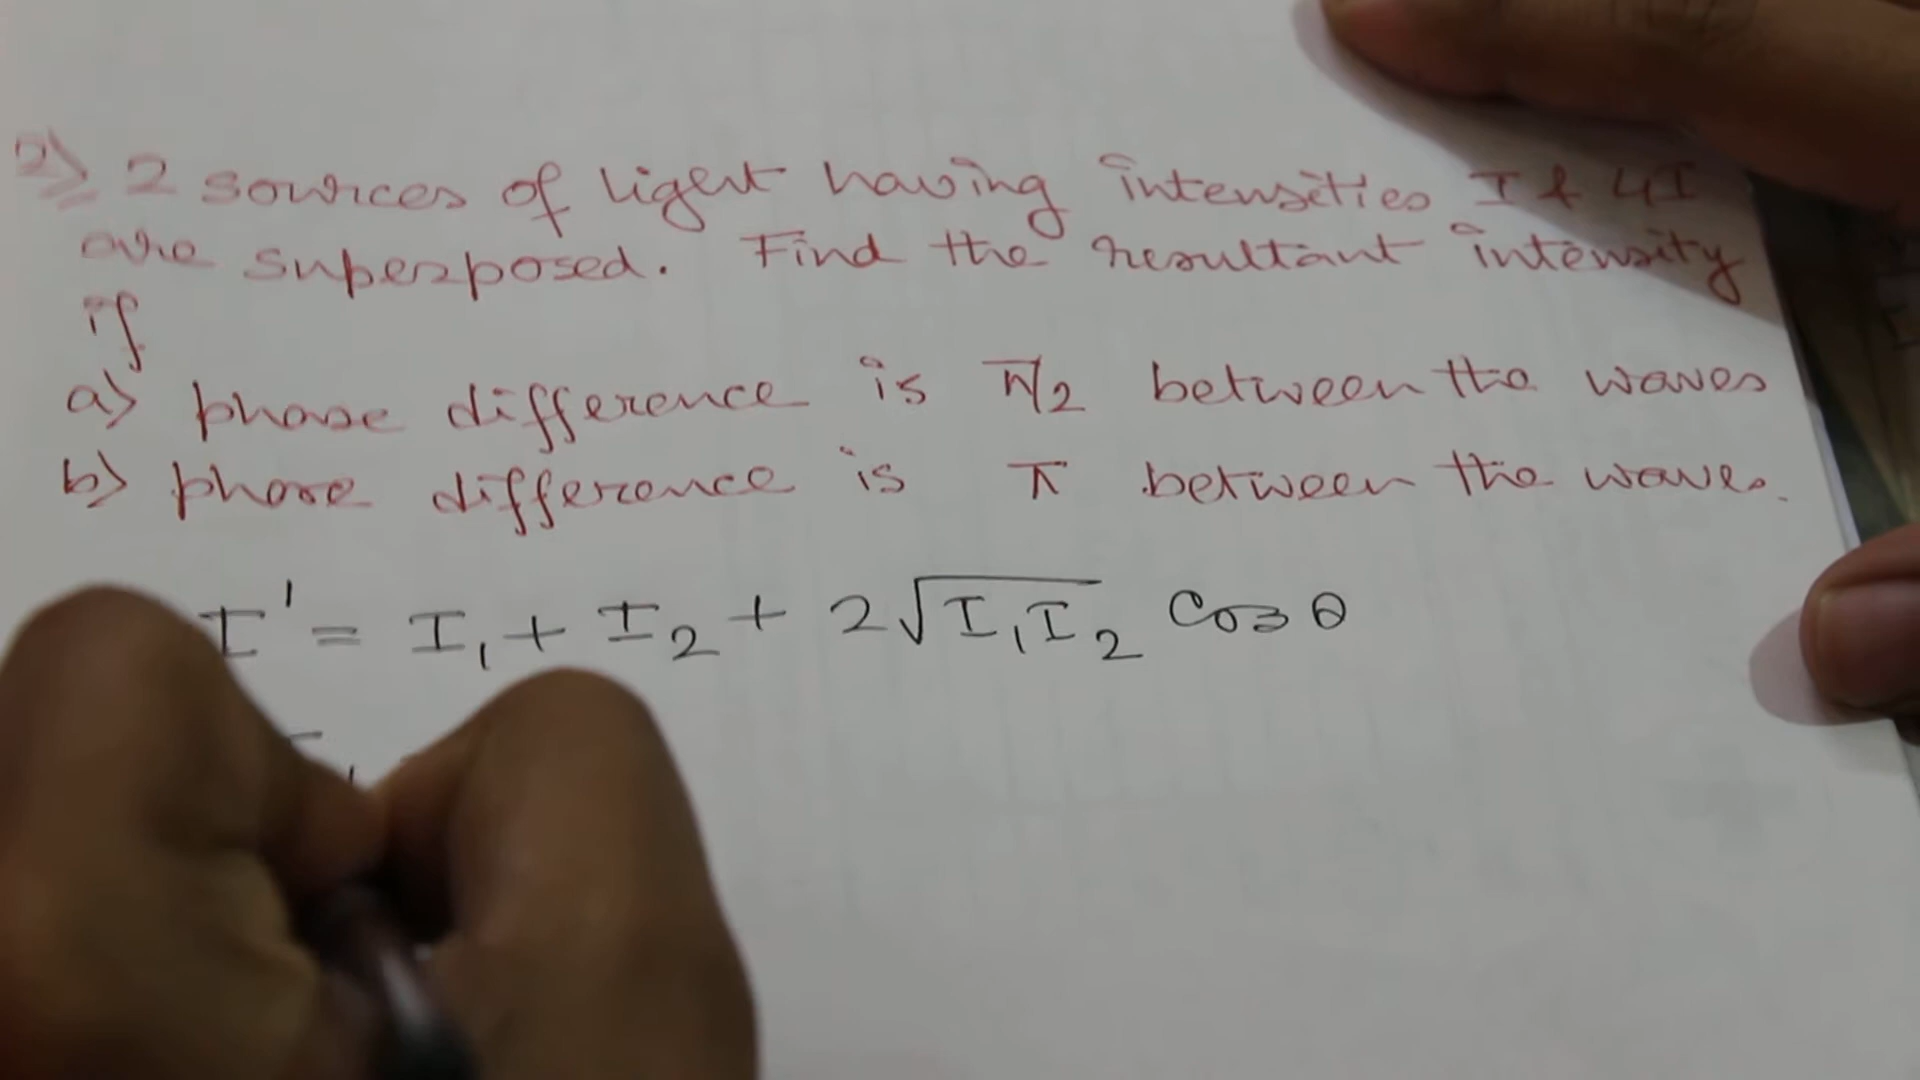 2) 2 sources of light having intensities I & 4I
are superposed. Find the resultant intensity
if
a) phase difference is π/2 between the waves
b) phase difference is π between the waves.
I' = I₁ + I₂ + 2√I₁I₂ Cos θ